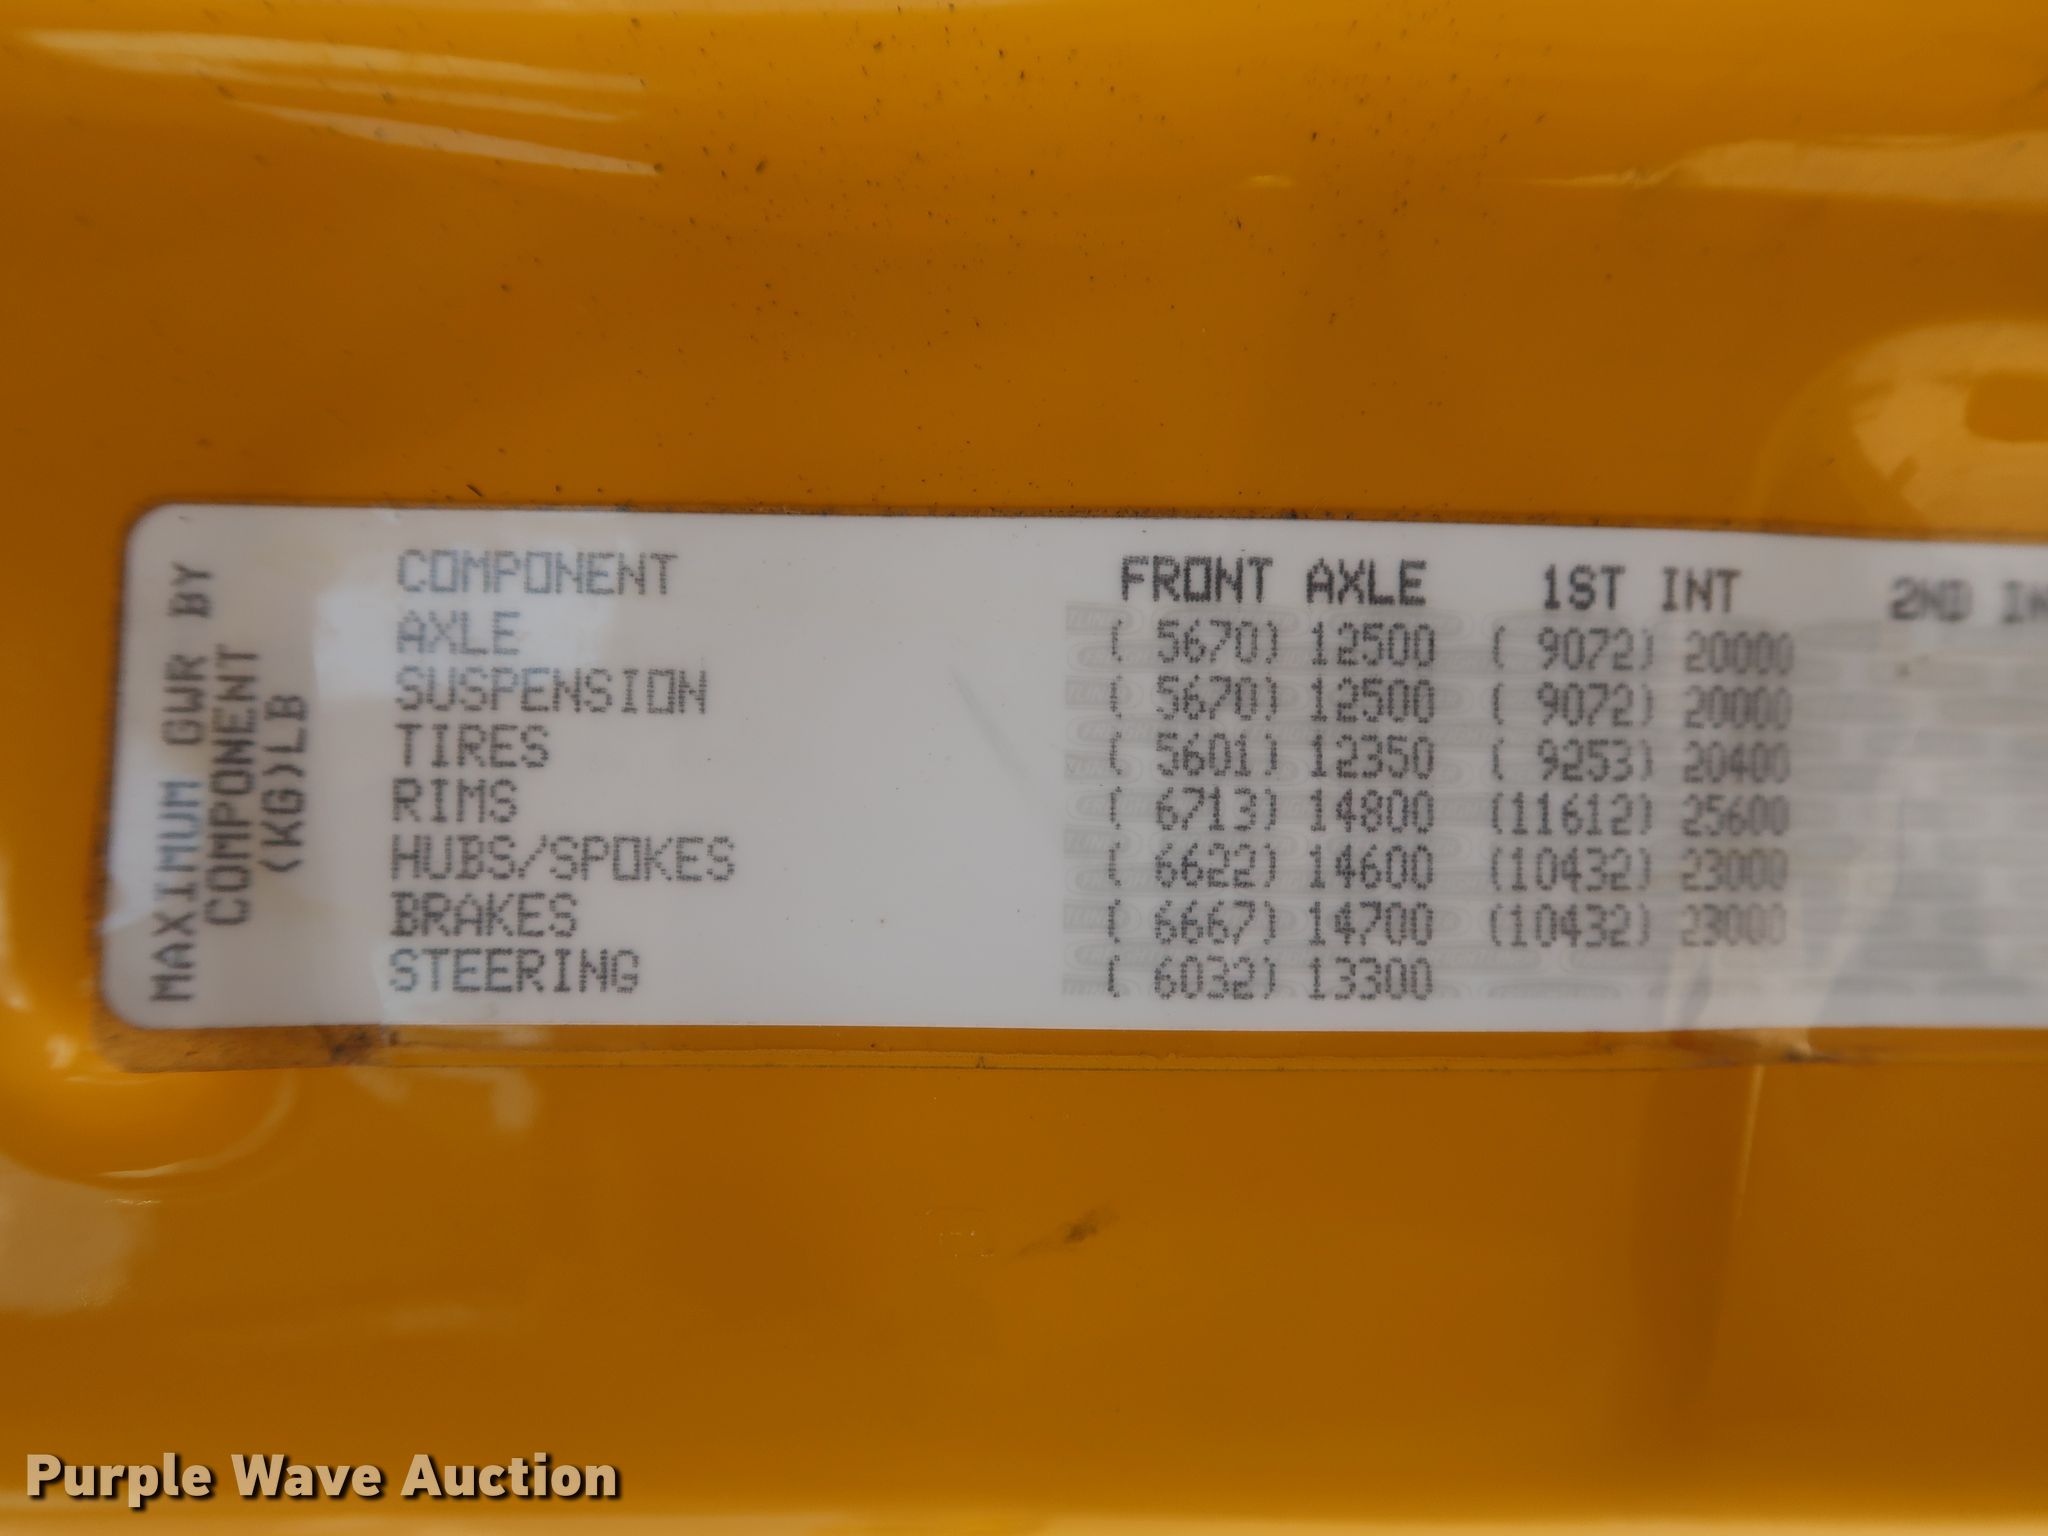 MAXIMUM GWR BY
COMPONENT
(KG)LB
COMPONENT FRONT AXLE 1ST INT 2ND IN
AXLE ( 5670) 12500 ( 9072) 20000
SUSPENSION ( 5670) 12500 ( 9072) 20000
TIRES ( 5601) 12350 ( 9253) 20400
RIMS ( 6713) 14800 (11612) 25600
HUBS/SPOKES ( 6622) 14600 (10432) 23000
BRAKES ( 6667) 14700 (10432) 23000
STEERING ( 6032) 13300
Purple Wave Auction